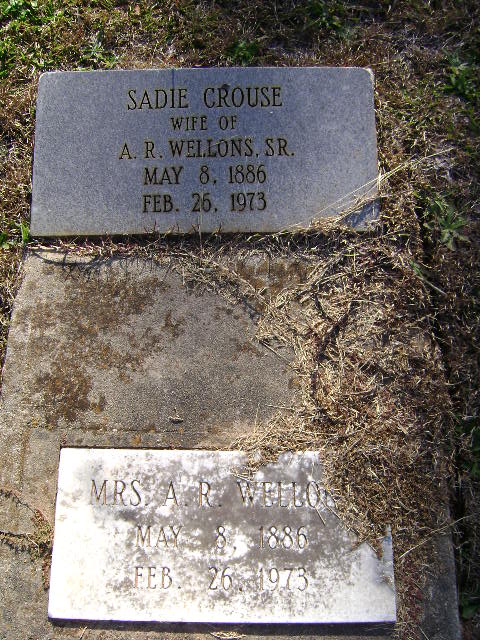 SADIE CROUSE
WIFE OF
A. R. WELLONS, SR.
MAY 8, 1886
FEB. 26, 1973
MRS. A. R. WELLO
MAY 8, 1886
FEB. 26, 1973